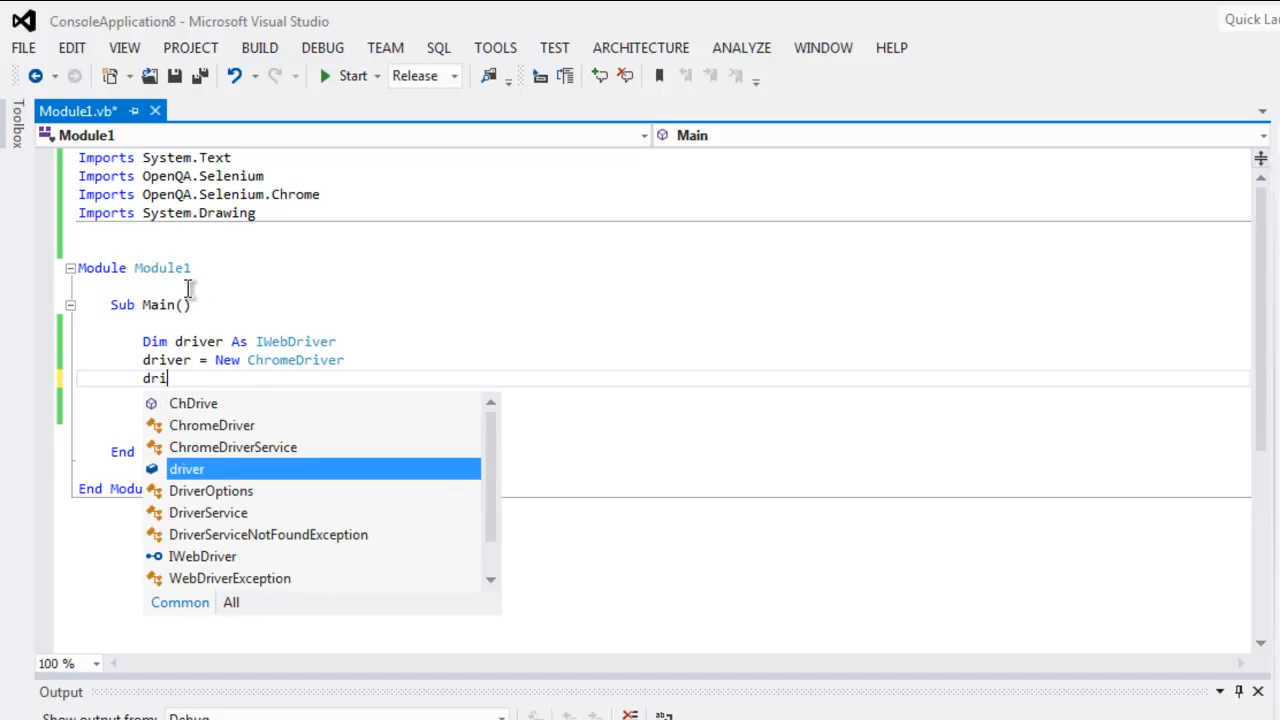 ConsoleApplication8 - Microsoft Visual Studio
Quick Lau
FILE EDIT VIEW PROJECT BUILD DEBUG TEAM SQL TOOLS TEST ARCHITECTURE ANALYZE WINDOW HELP
Start Release
Toolbox
Module1.vb*
Module1 Main
Imports System.Text
Imports OpenQA.Selenium
Imports OpenQA.Selenium.Chrome
Imports System.Drawing
Module Module1
Sub Main()
Dim driver As IWebDriver
driver = New ChromeDriver
dri
ChDrive
ChromeDriver
ChromeDriverService
End
driver
End Modu
DriverOptions
DriverService
DriverServiceNotFoundException
IWebDriver
WebDriverException
Common All
100 %
Output
Show output from: Debug